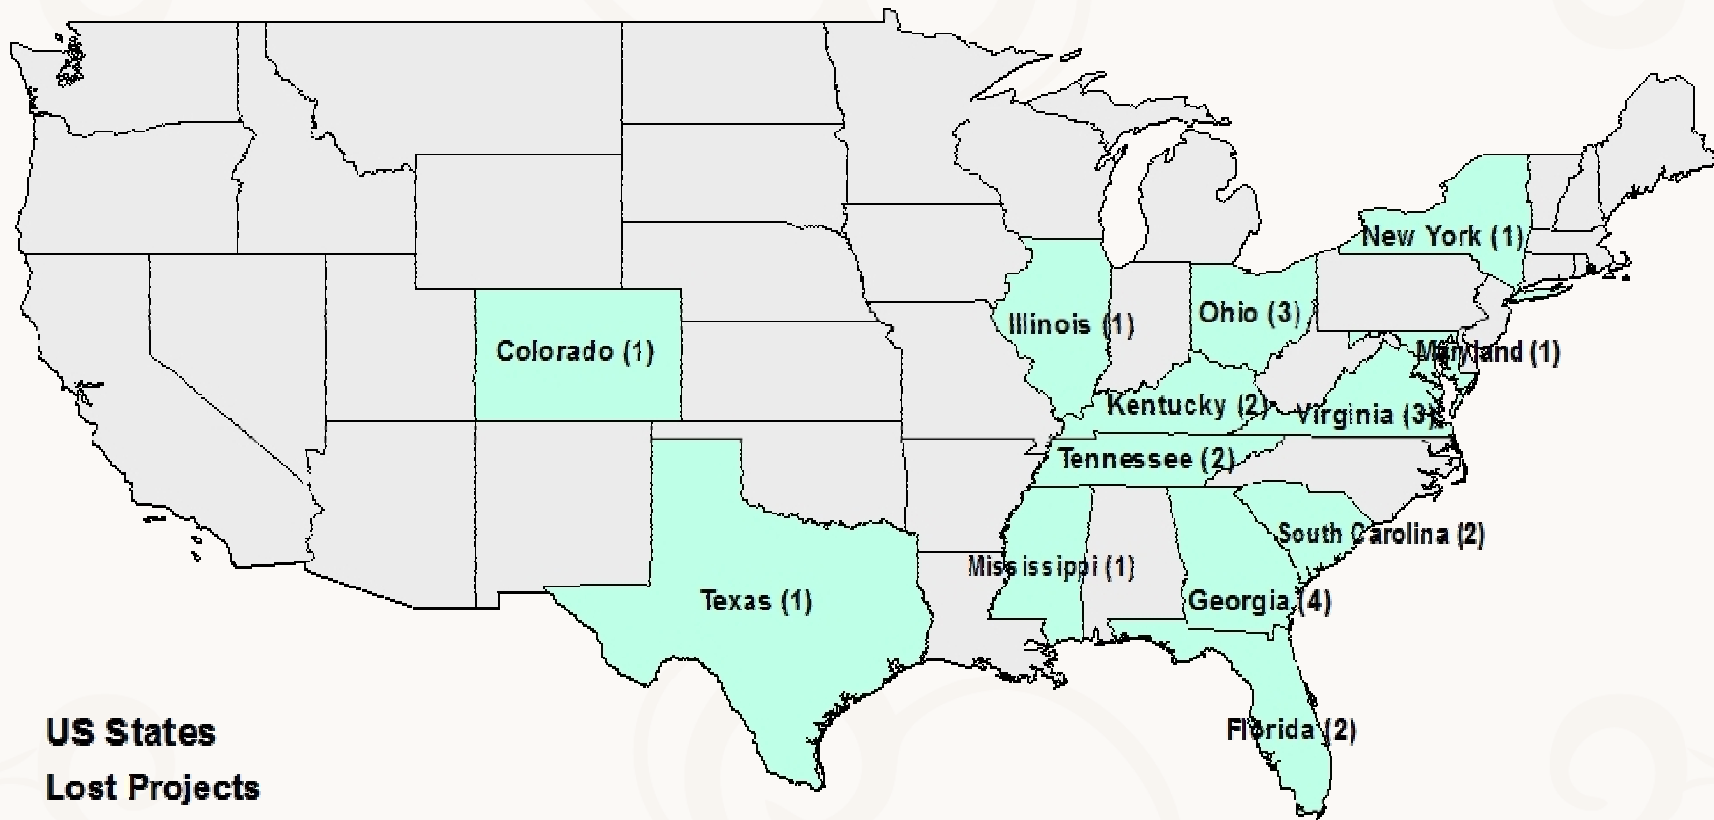 New York (1)
Ohio (3)
Illinois (1)
Colorado (1)
Maryland (1)
Kentucky (2)
Virginia (3)
Tennessee (2)
South Carolina (2)
Mississippi (1)
Texas (1)
Georgia (4)
Florida (2)
US States
Lost Projects